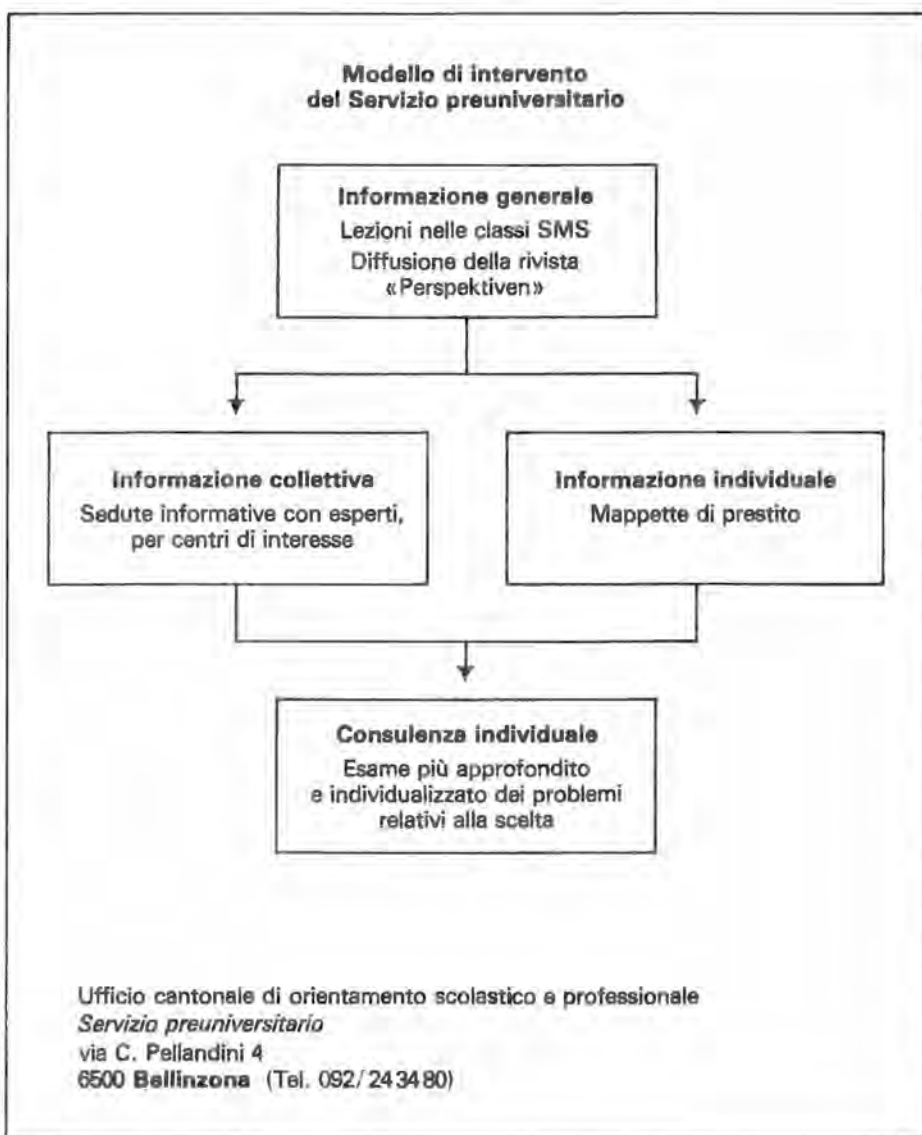 Modello di intervento
del Servizio preuniversitario
Informazione generale
Lezioni nelle classi SMS
Diffusione della rivista
«Perspektiven»
Informazione collettiva
Sedute informative con esperti,
per centri di interesse
Informazione individuale
Mappette di prestito
Consulenza individuale
Esame più approfondito
e individualizzato dei problemi
relativi alla scelta
Ufficio cantonale di orientamento scolastico e professionale
Servizio preuniversitario
via C. Pellandini 4
6500 Bellinzona (Tel. 092/243480)